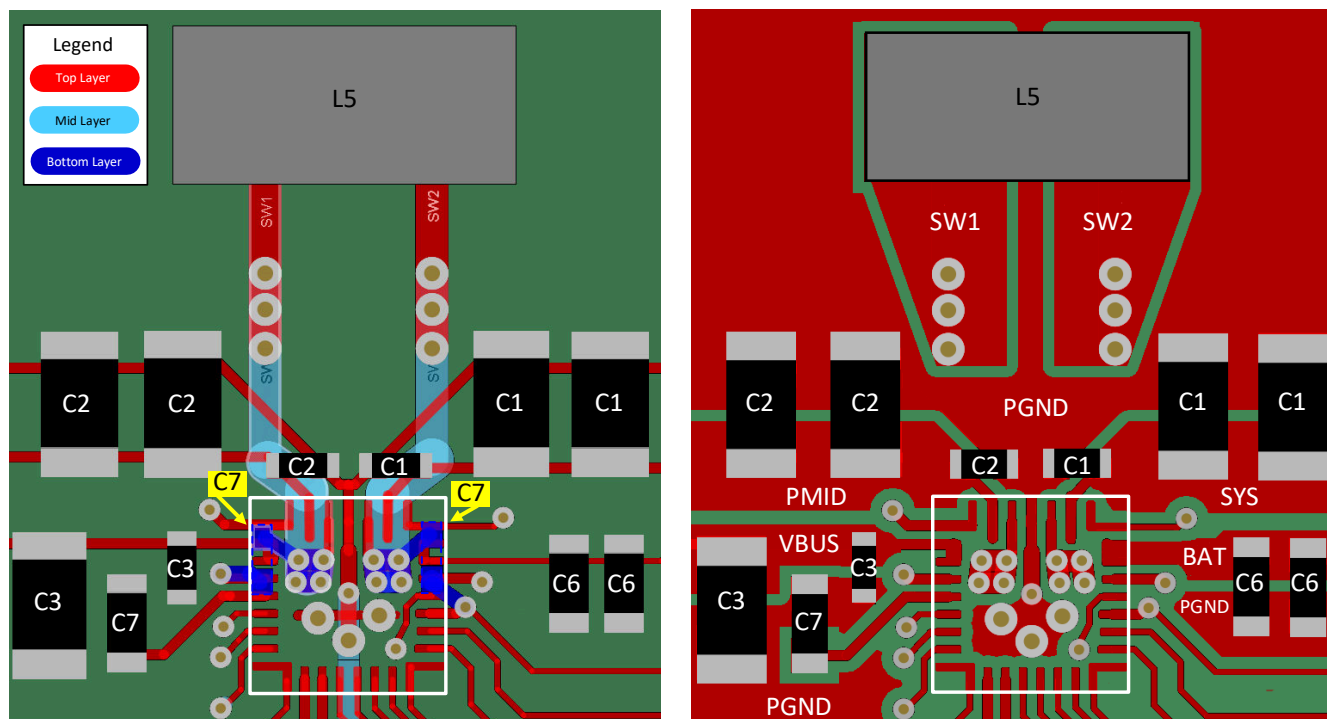 Legend
Top Layer
Mid Layer
Bottom Layer
L5
SW1
SW2
SW
SW
C2
C2
C1
C1
C2
C1
C7
C7
C3
C3
C7
C6
C6
L5
SW1
SW2
C2
C2
C1
C1
PGND
C2
C1
PMID
SYS
VBUS
BAT
C3
C3
C7
C6
C6
PGND
PGND